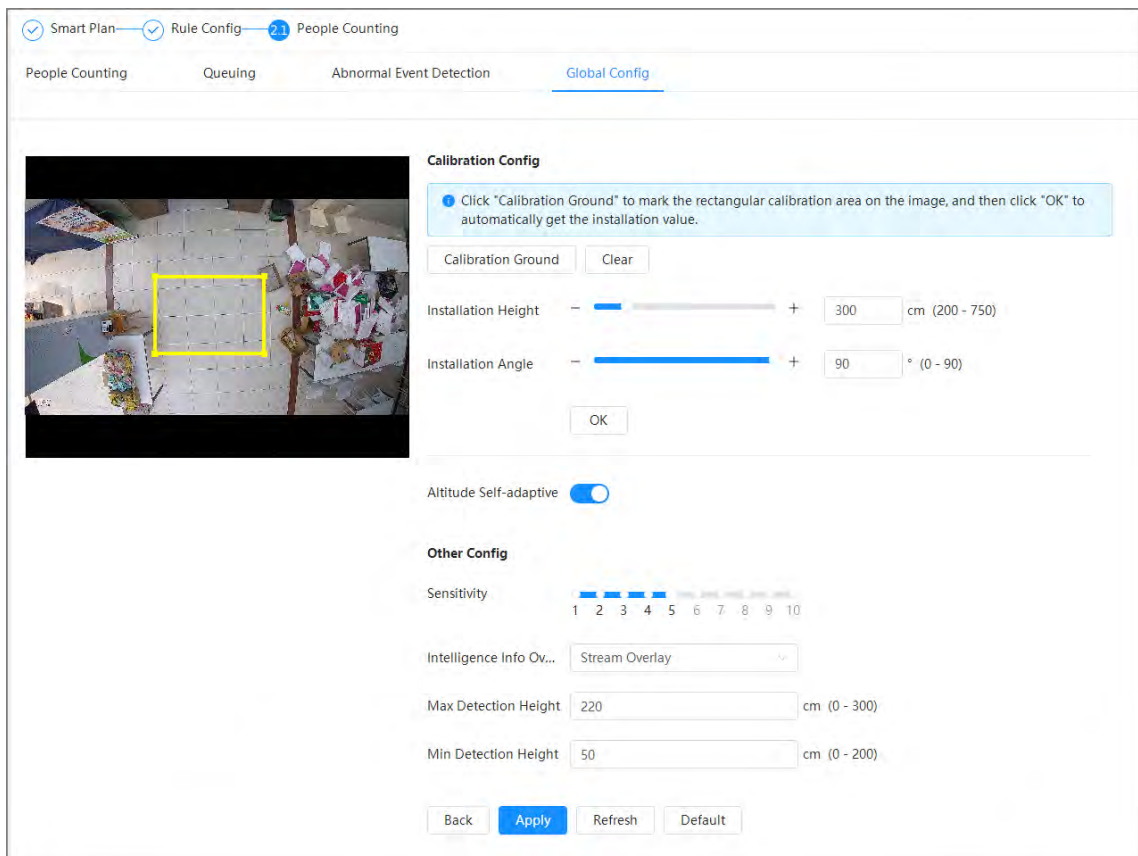 Smart Plan Rule Config 2.1 People Counting
People Counting Queuing Abnormal Event Detection Global Config
Calibration Config
Click "Calibration Ground" to mark the rectangular calibration area on the image, and then click "OK" to
automatically get the installation value.
Calibration Ground Clear
Installation Height − + 300 cm (200 - 750)
Installation Angle − + 90 ° (0 - 90)
OK
Altitude Self-adaptive
Other Config
Sensitivity
1 2 3 4 5 6 7 8 9 10
Intelligence Info Ov... Stream Overlay
Max Detection Height 220 cm (0 - 300)
Min Detection Height 50 cm (0 - 200)
Back Apply Refresh Default